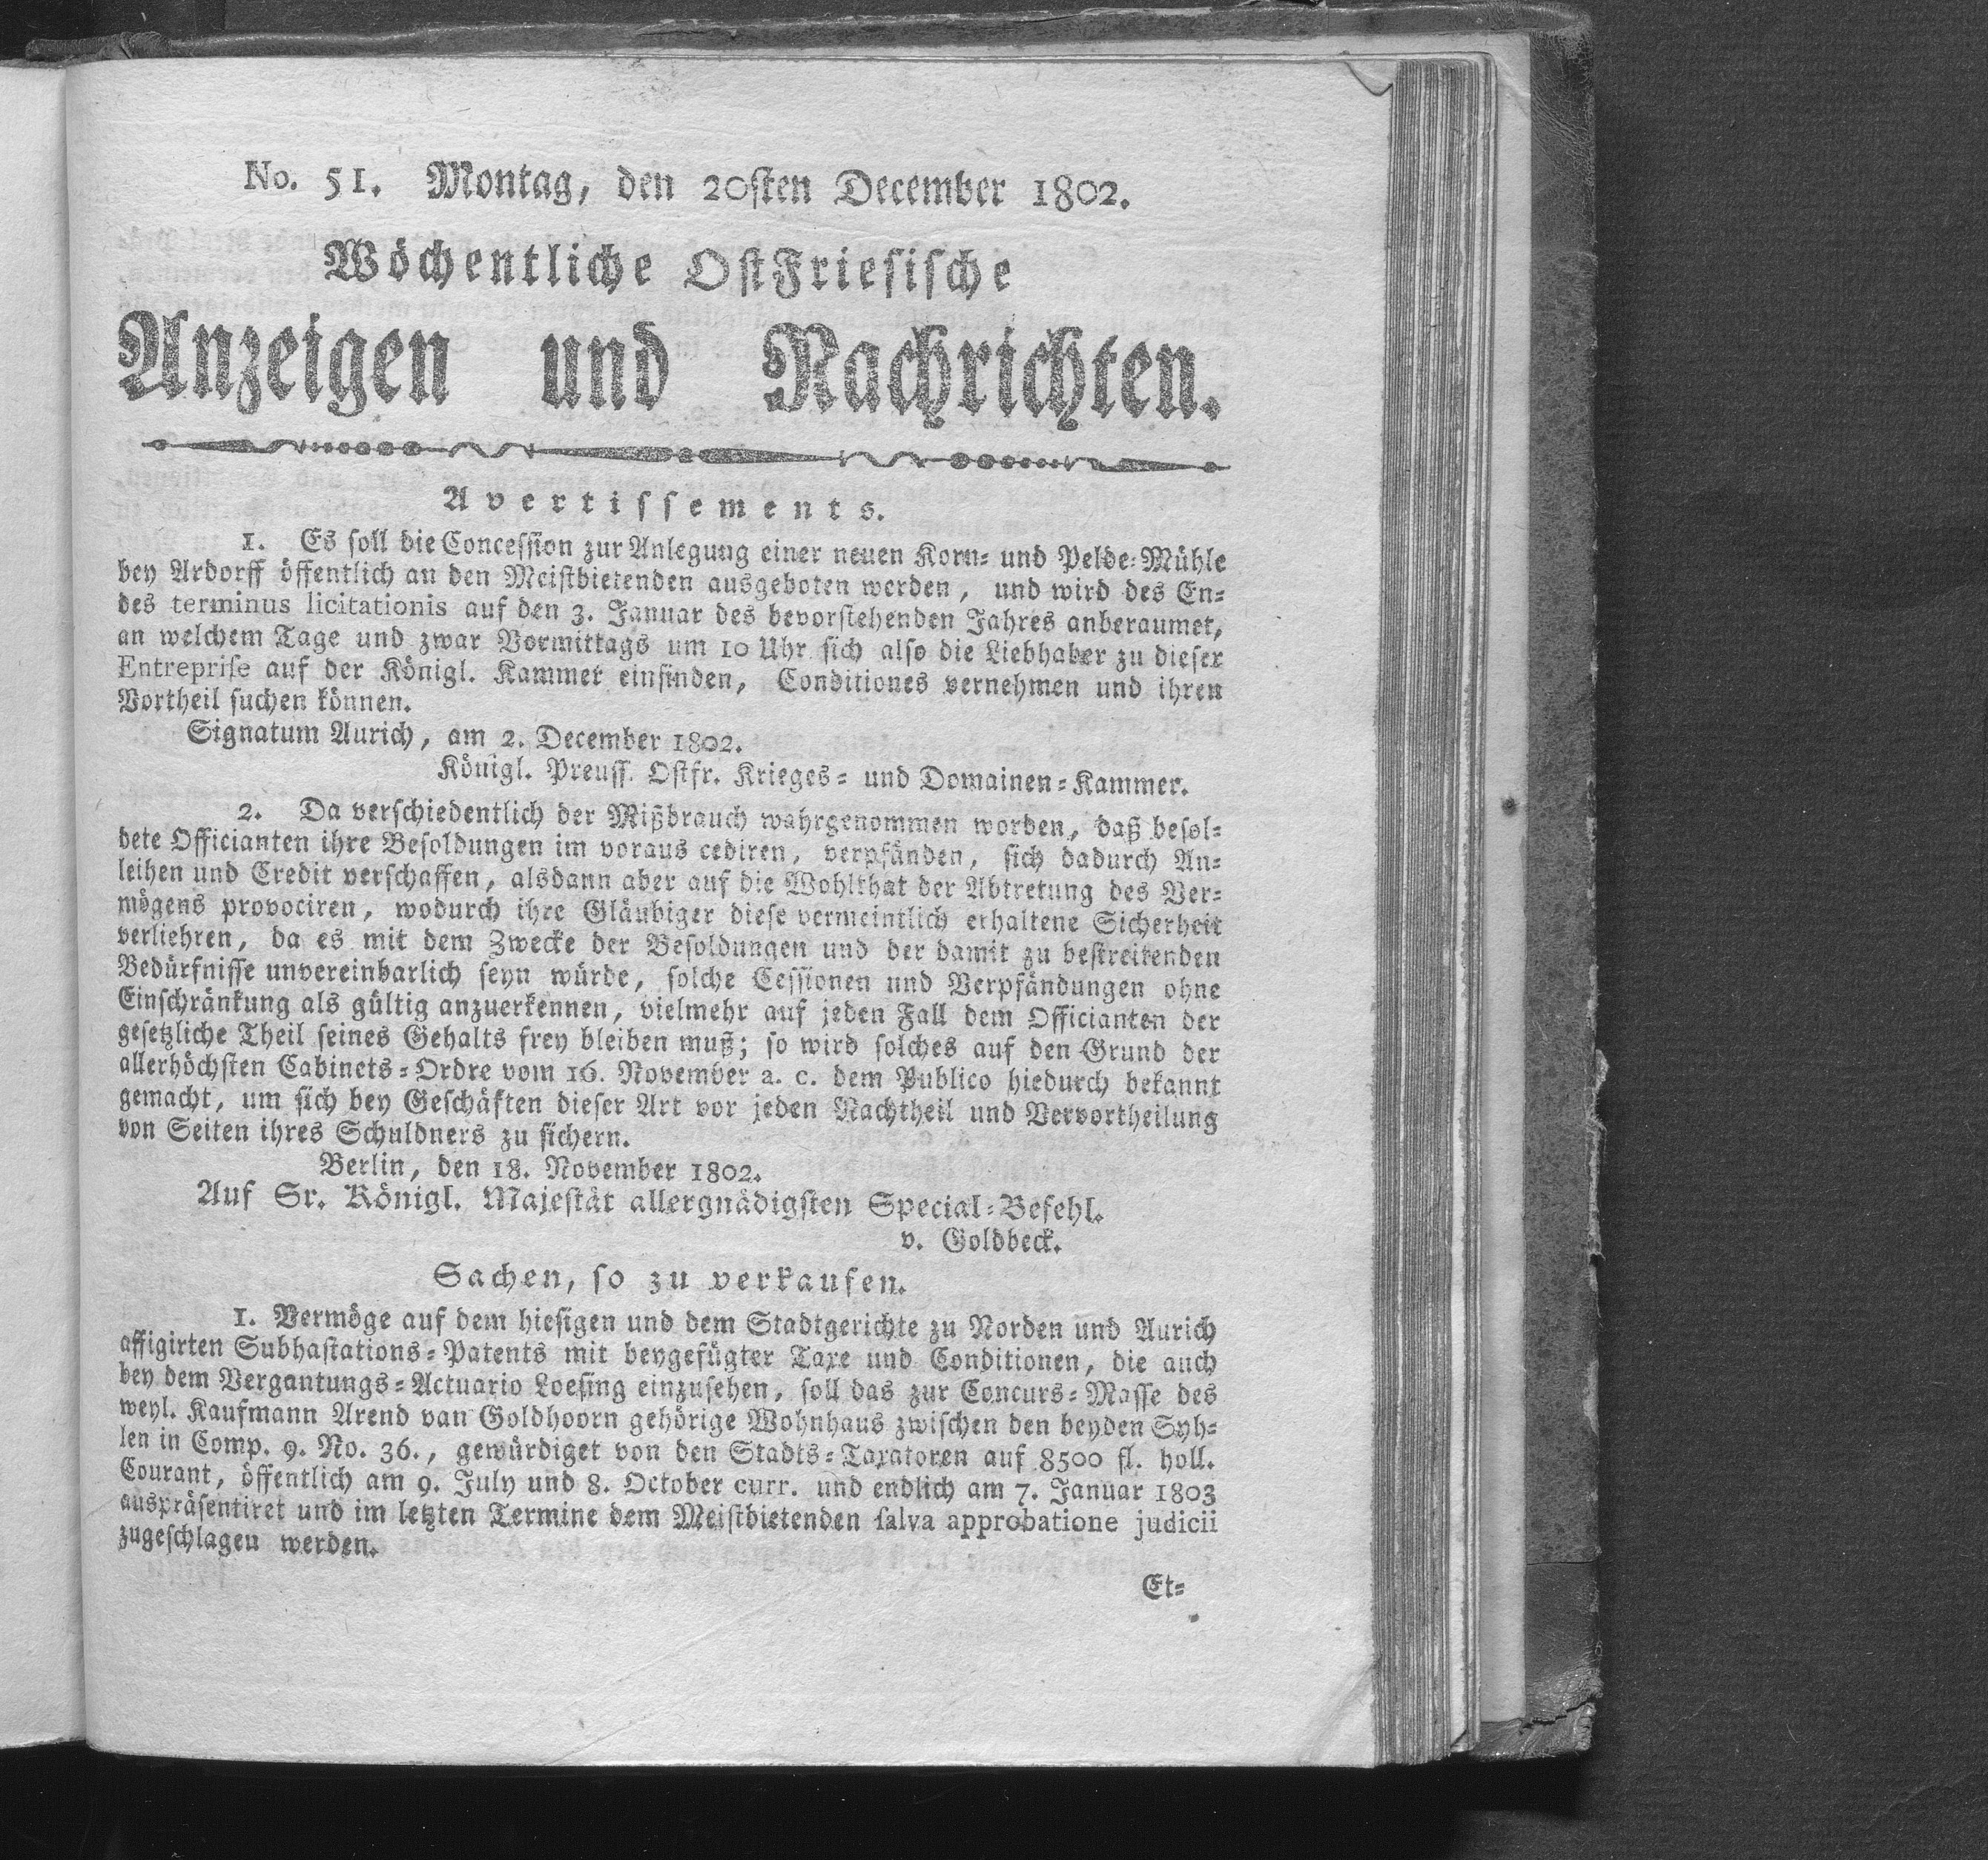 No. 51. Montag, den 20sten December 1802.
Wöchentliche OstFriesische
Anzeigen und Nachrichten.
Avertissements.
1. Es soll die Concession zur Anlegung einer neuen Korn- und Pelde-Mühle
bey Ardorff öffentlich an den Meistbietenden ausgeboten werden, und wird des En-
des terminus licitationis auf den 3. Januar des bevorstehenden Jahres anberaumet,
an welchem Tage und zwar Vormittags um 10 Uhr sich also die Liebhaber zu dieser
Entreprise auf der Königl. Kammer einfinden, Conditiones vernehmen und ihren
Vortheil suchen können.
Signatum Aurich, am 2. December 1802.
Königl. Preuss. Ostfr. Krieges- und Domainen-Kammer.
2. Da verschiedentlich der Mißbrauch wahrgenommen worden, daß besol-
dete Officianten ihre Besoldungen im voraus cediren, verpfänden, sich dadurch An-
leihen und Credit verschaffen, alsdann aber auf die Wohlthat der Abtretung des Ver-
mögens provociren, wodurch ihre Gläubiger diese vermeintlich erhaltene Sicherheit
verliehren, da es mit dem Zwecke der Besoldungen und der damit zu bestreitenden
Bedürfnisse unvereinbarlich seyn würde, solche Cessionen und Verpfändungen ohne
Einschränkung als gültig anzuerkennen, vielmehr auf jeden Fall dem Officianten der
gesetzliche Theil seines Gehalts frey bleiben muß; so wird solches auf den Grund der
allerhöchsten Cabinets-Ordre vom 16. November a. c. dem Publico hiedurch bekannt
gemacht, um sich bey Geschäften dieser Art vor jeden Nachtheil und Vervortheilung
von Seiten ihres Schuldners zu sichern.
Berlin, den 18. November 1802.
Auf Sr. Königl. Majestät allergnädigsten Special-Befehl.
v. Goldbeck.
Sachen, so zu verkaufen.
1. Vermöge auf dem hiesigen und dem Stadtgerichte zu Norden und Aurich
affigirten Subhastations-Patents mit beygefügter Taxe und Conditionen, die auch
bey dem Vergantungs-Actuario Loesing einzusehen, soll das zur Concurs-Masse des
weyl. Kaufmann Arend van Goldhoorn gehörige Wohnhaus zwischen den beyden Syh-
len in Comp. 9. No. 36., gewürdiget von den Stadts-Taxatoren auf 8500 fl. holl.
Courant, öffentlich am 9. July und 8. October curr. und endlich am 7. Januar 1803
auspräsentiret und im letzten Termine dem Meistbietenden salva approbatione judicii
zugeschlagen werden.
Et-